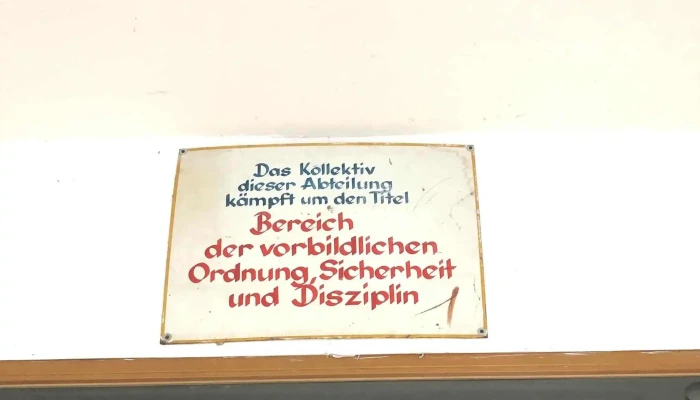 Das Kollektiv
dieser Abteilung
kämpft um den Titel
Bereich
der vorbildlichen
Ordnung, Sicherheit
und Disziplin